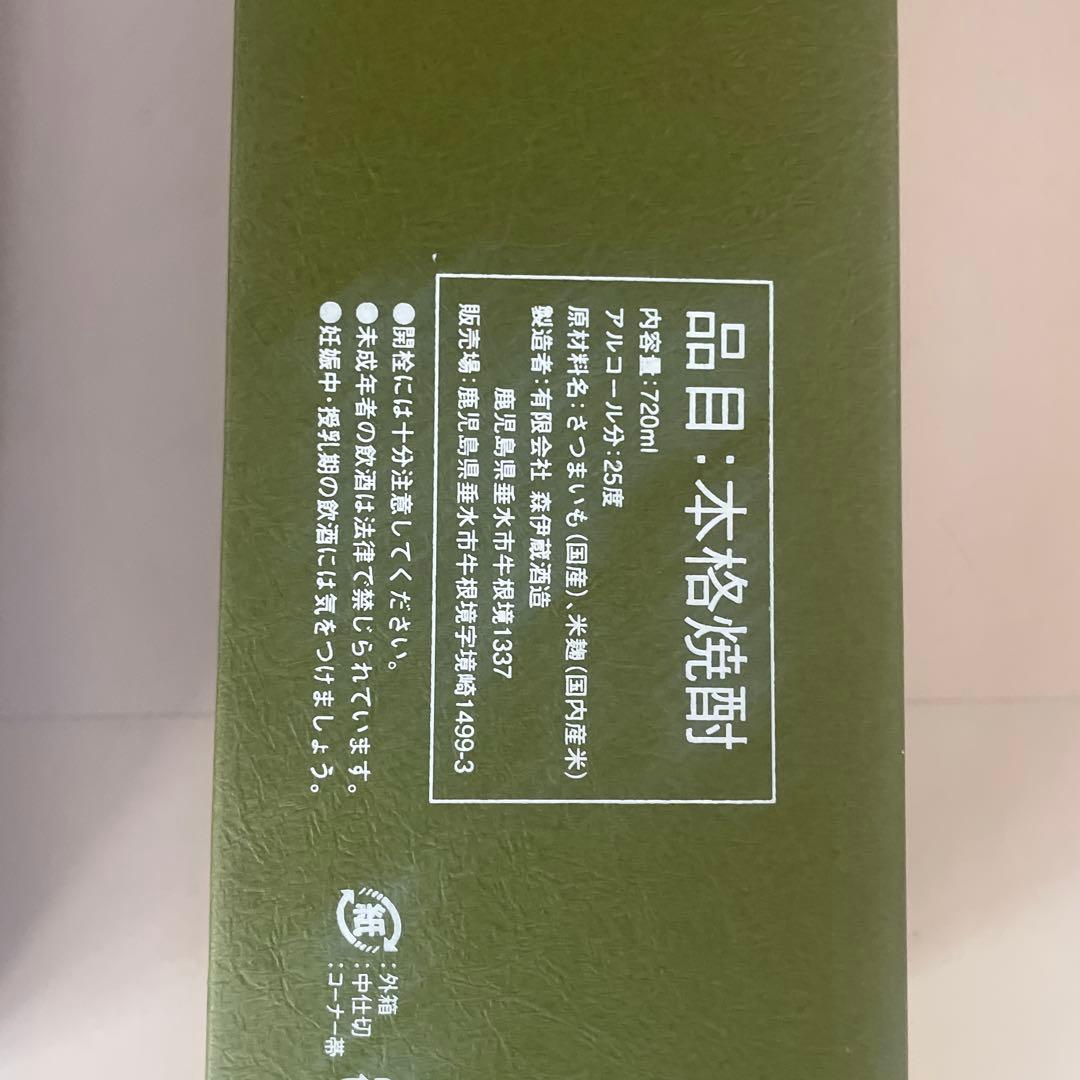 品目:本格焼酎
内容量:720ml
アルコール分:25度
原材料名:さつまいも(国産)、米麹(国内産米)
製造者:有限会社 森伊蔵酒造
鹿児島県垂水市牛根境1337
販売場:鹿児島県垂水市牛根境字境崎1499-3
●開栓には十分注意してください。
●未成年者の飲酒は法律で禁じられています。
●妊娠中・授乳期の飲酒には気をつけましょう。
紙
:外箱
:中仕切
:コーナー帯